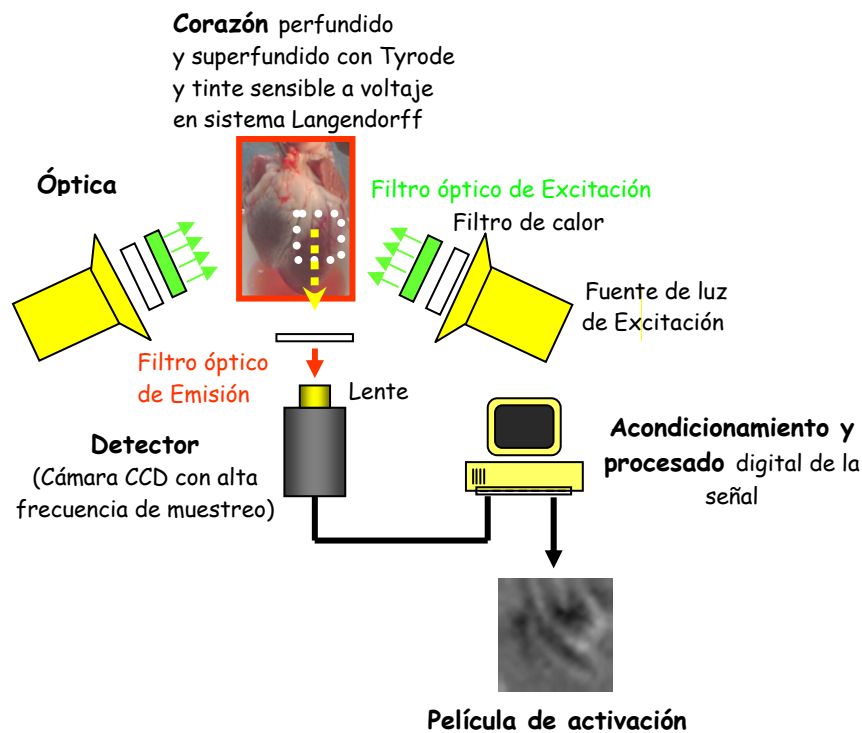 Corazón perfundido
y superfundido con Tyrode
y tinte sensible a voltaje
en sistema Langendorff
Óptica
Filtro óptico de Excitación
Filtro de calor
Fuente de luz
de Excitación
Filtro óptico
de Emisión
Lente
Detector
(Cámara CCD con alta
frecuencia de muestreo)
Acondicionamiento y
procesado digital de la
señal
Película de activación